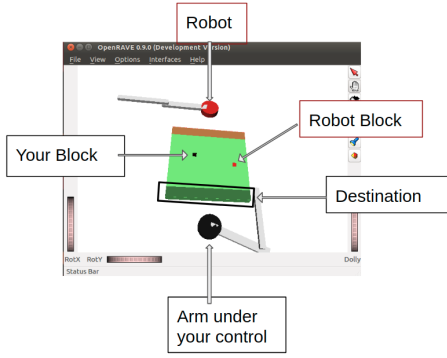 Robot
OpenRAVE 0.9.0 (Development Version)
File View Options Interfaces Help
Robot Block
Your Block
Destination
RotX RotY Dolly
Status Bar
Arm under
your control